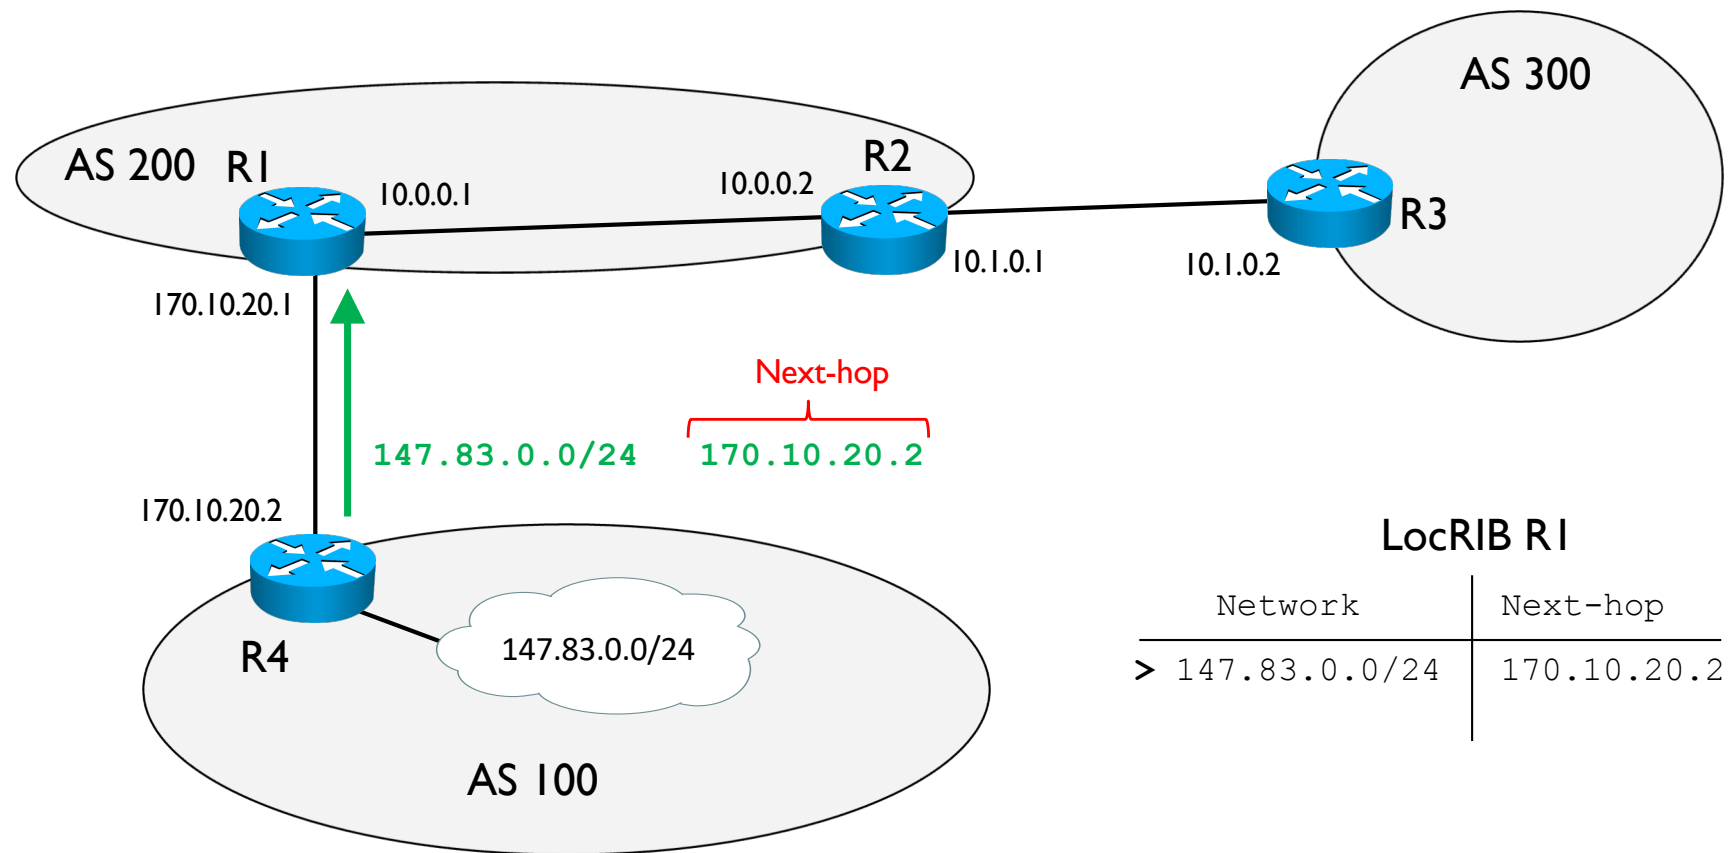 AS 300
AS 200
R1
R2
10.0.0.1
10.0.0.2
R3
10.1.0.1
10.1.0.2
170.10.20.1
Next-hop
147.83.0.0/24 170.10.20.2
170.10.20.2
LocRIB R1
Network Next-hop
R4
147.83.0.0/24
> 147.83.0.0/24 170.10.20.2
AS 100